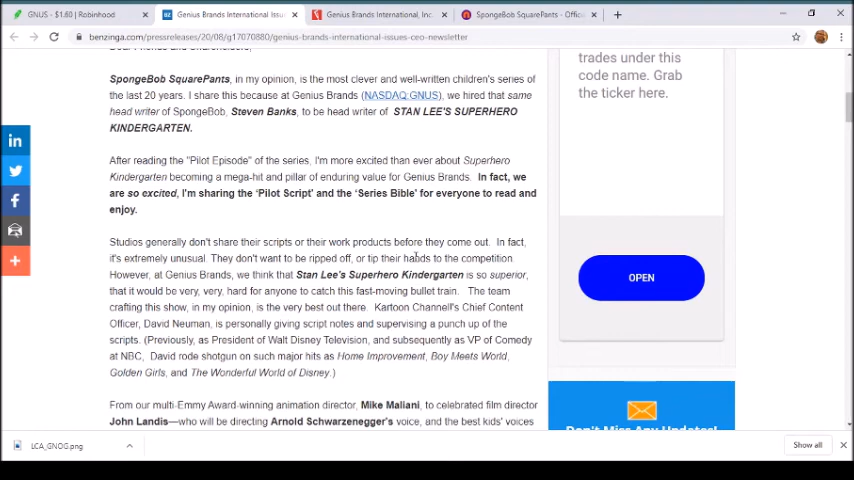 GNUS - $1.60 | Robinhood
Genius Brands International Issu
Genius Brands International, Inc.
SpongeBob SquarePants - Offici
benzinga.com/pressreleases/20/08/g17070880/genius-brands-international-issues-ceo-newsletter
SpongeBob SquarePants, in my opinion, is the most clever and well-written children's series of
the last 20 years. I share this because at Genius Brands (NASDAQ:GNUS), we hired that same
head writer of SpongeBob, Steven Banks, to be head writer of STAN LEE'S SUPERHERO
KINDERGARTEN.
After reading the "Pilot Episode" of the series, I'm more excited than ever about Superhero
Kindergarten becoming a mega-hit and pillar of enduring value for Genius Brands. In fact, we
are so excited, I'm sharing the 'Pilot Script' and the 'Series Bible' for everyone to read and
enjoy.
Studios generally don't share their scripts or their work products before they come out. In fact,
it's extremely unusual. They don't want to be ripped off, or tip their hands to the competition.
However, at Genius Brands, we think that Stan Lee's Superhero Kindergarten is so superior,
that it would be very, very, hard for anyone to catch this fast-moving bullet train. The team
crafting this show, in my opinion, is the very best out there. Kartoon Channel!'s Chief Content
Officer, David Neuman, is personally giving script notes and supervising a punch up of the
scripts. (Previously, as President of Walt Disney Television, and subsequently as VP of Comedy
at NBC, David rode shotgun on such major hits as Home Improvement, Boy Meets World,
Golden Girls, and The Wonderful World of Disney.)
From our multi-Emmy Award-winning animation director, Mike Maliani, to celebrated film director
John Landis—who will be directing Arnold Schwarzenegger's voice, and the best kids' voices
trades under this
code name. Grab
the ticker here.
OPEN
Don't Miss Any Updates!
LCA_GNOG.png
Show all